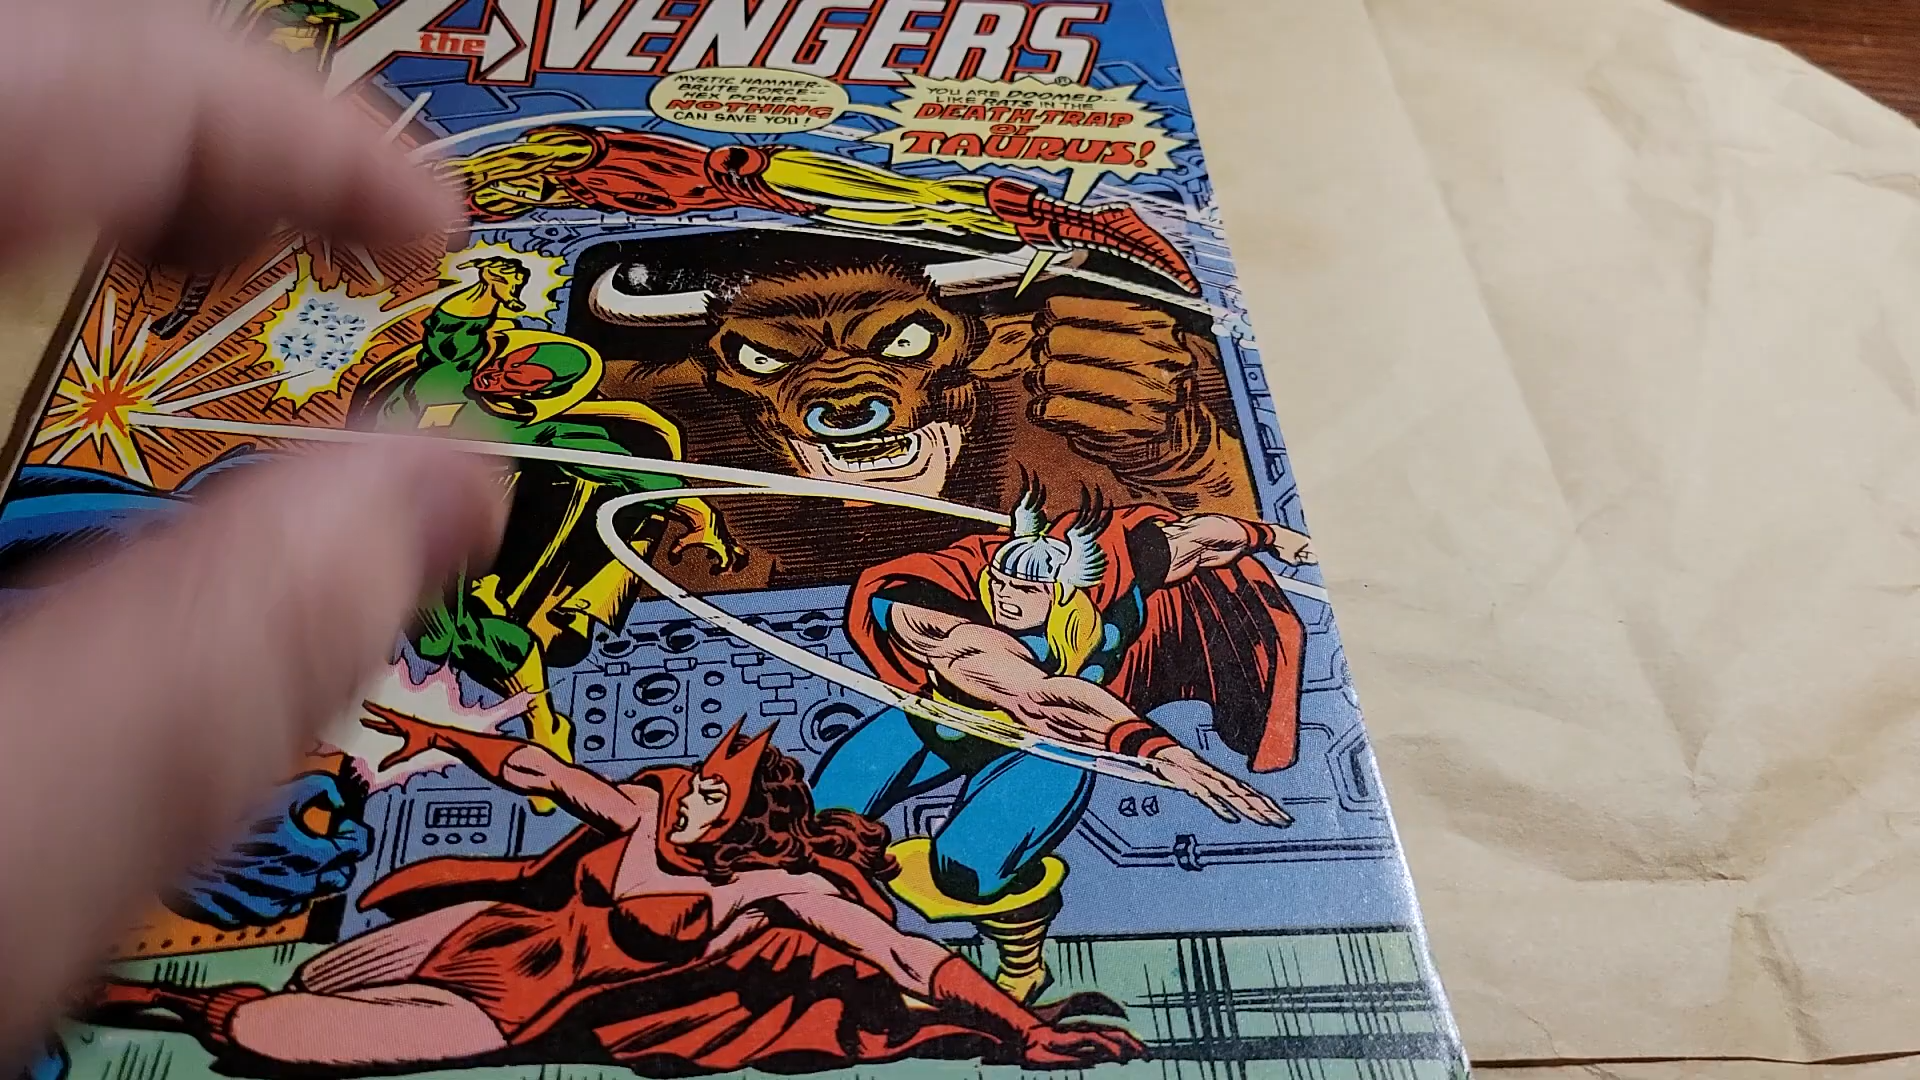 the AVENGERS®
MYSTIC HAMMER--
BRUTE FORCE--
HEX POWER--
NOTHING
CAN SAVE YOU!
YOU ARE DOOMED--
LIKE RATS IN THE
DEATH-TRAP
OF
TAURUS!